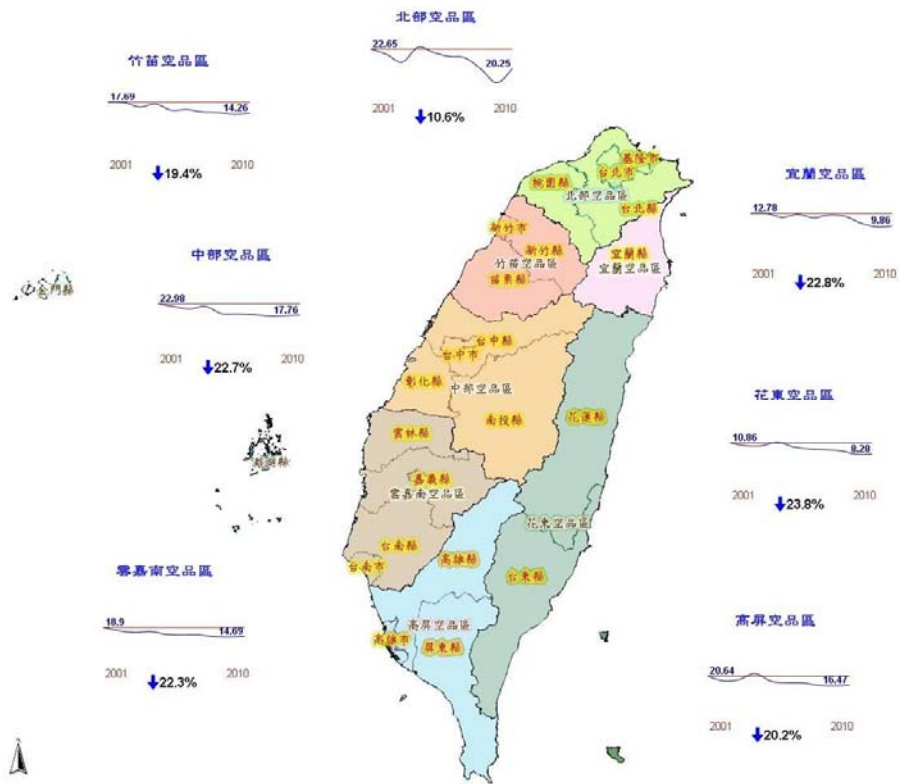 北部空品區
22.65
20.25
2001
2010
10.6%
竹苗空品區
17.69
14.26
2001
2010
19.4%
宜蘭空品區
12.78
9.86
2001
2010
22.8%
中部空品區
22.98
17.76
2001
2010
22.7%
花東空品區
10.86
8.28
2001
2010
23.8%
雲嘉南空品區
18.9
14.69
2001
2010
22.3%
高屏空品區
20.64
16.47
2001
2010
20.2%
基隆市
台北市
桃園縣
北部空品區
台北縣
新竹市
新竹縣
竹苗空品區
苗栗縣
宜蘭縣
宜蘭空品區
金門縣
台中縣
台中市
彰化縣
中部空品區
南投縣
花蓮縣
雲林縣
澎湖縣
嘉義縣
雲嘉南空品區
花東空品區
台南縣
高雄縣
台南市
台東縣
高屏空品區
高雄市
屏東縣